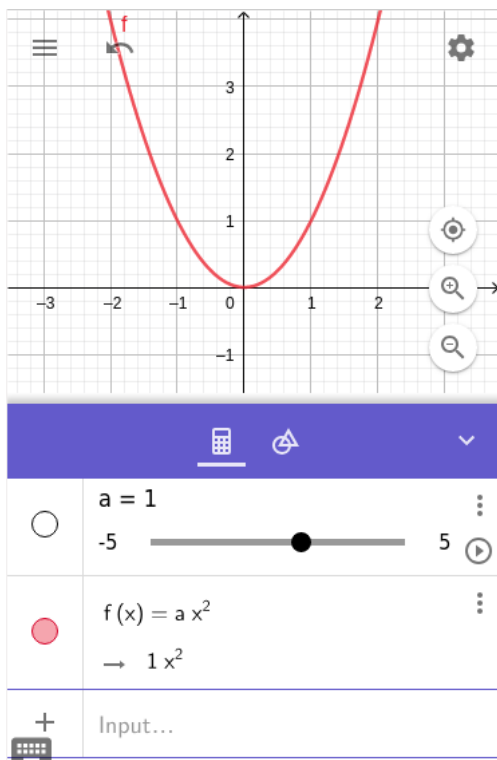 f
3
2
1
–3 –2 –1 0 1 2
–1
a = 1
-5 5
f (x) = a x²
→ 1 x²
+ Input…